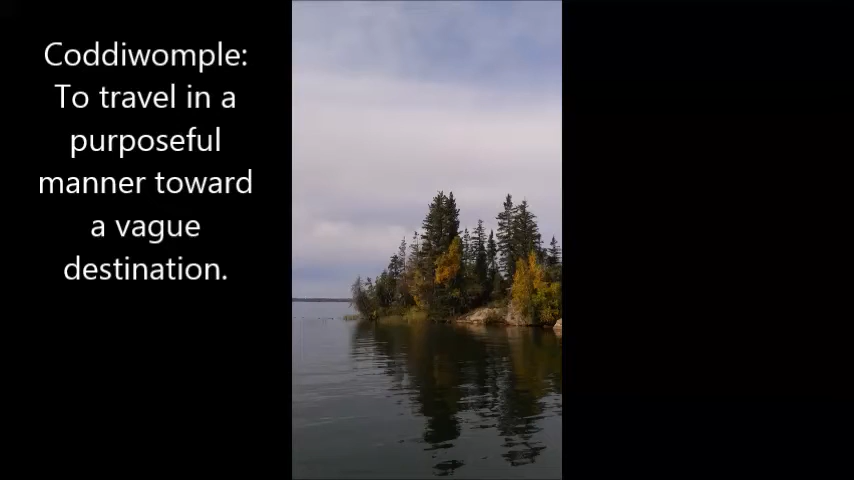 Coddiwomple:
To travel in a
purposeful
manner toward
a vague
destination.